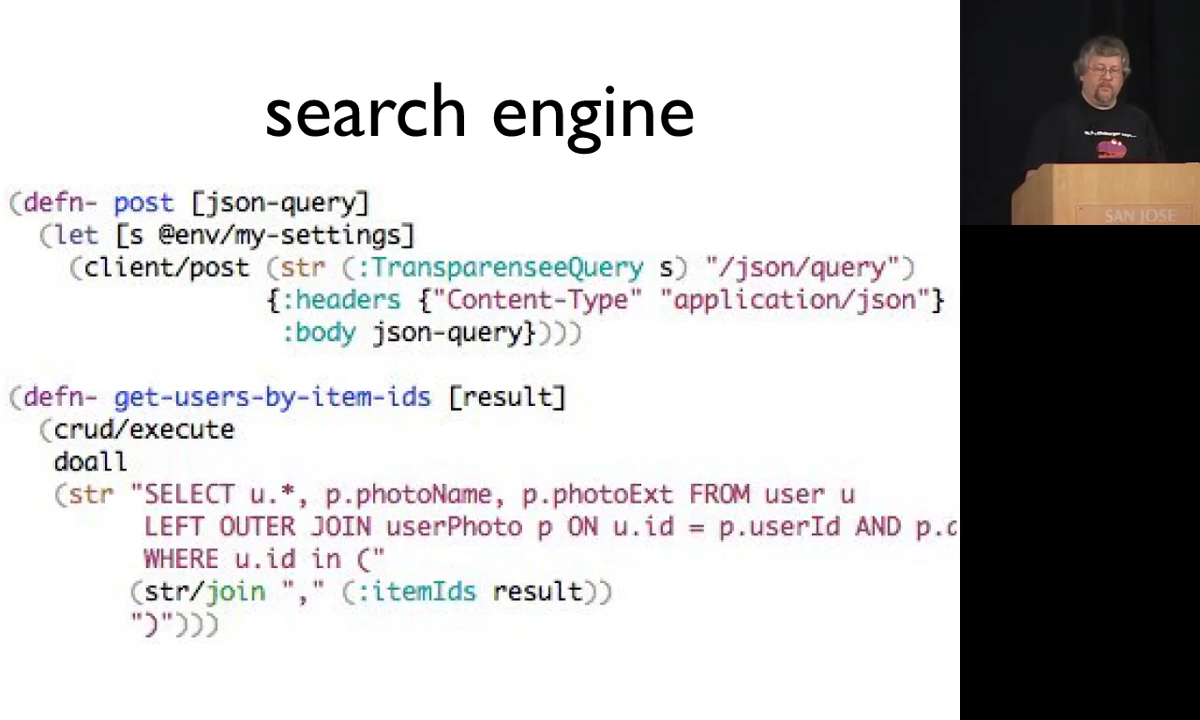 search engine
(defn- post [json-query]
(let [s @env/my-settings]
(client/post (str (:TransparenseeQuery s) "/json/query")
{:headers {"Content-Type" "application/json"}
:body json-query})))
(defn- get-users-by-item-ids [result]
(crud/execute
doall
(str "SELECT u.*, p.photoName, p.photoExt FROM user u
LEFT OUTER JOIN userPhoto p ON u.id = p.userId AND
WHERE u.id in ("
(str/join "," (:itemIds result))
")")))
SAN JOSE